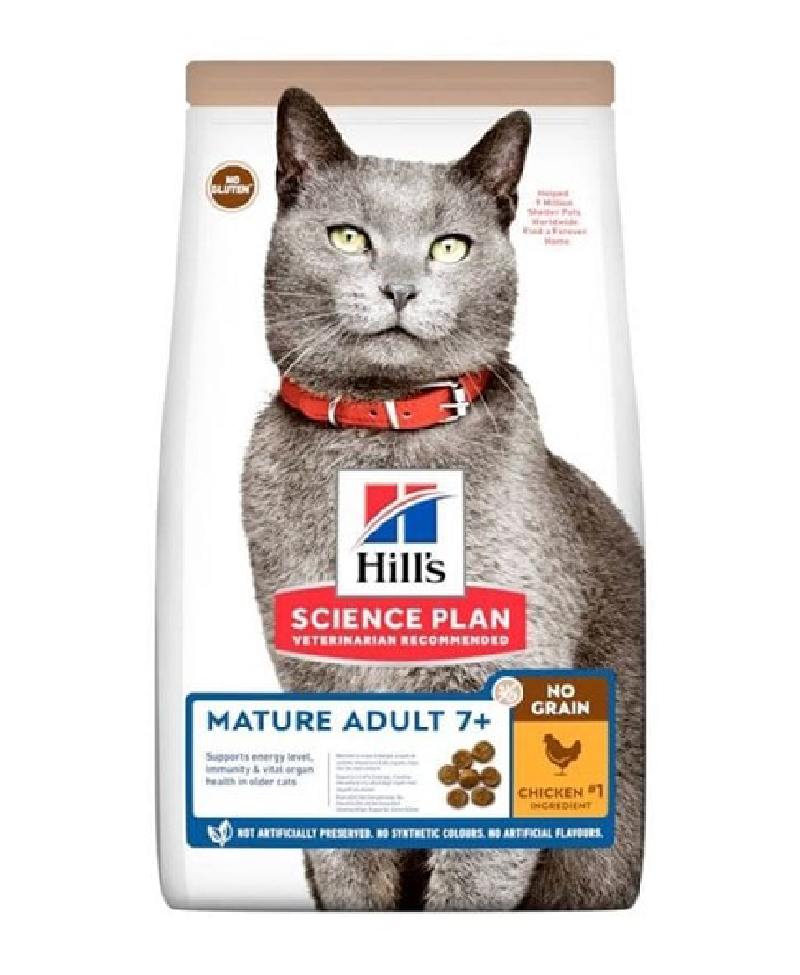 NO
GLUTEN
Helped
9 Million
Shelter Pets
Worldwide
Find a Forever
Home
Hill's
SCIENCE PLAN
VETERINARIAN RECOMMENDED
MATURE ADULT 7+
NO
GRAIN
Supports energy level,
immunity & vital organ
health in older cats
CHICKEN #1
INGREDIENT
NOT ARTIFICIALLY PRESERVED. NO SYNTHETIC COLOURS. NO ARTIFICIAL FLAVOURS.